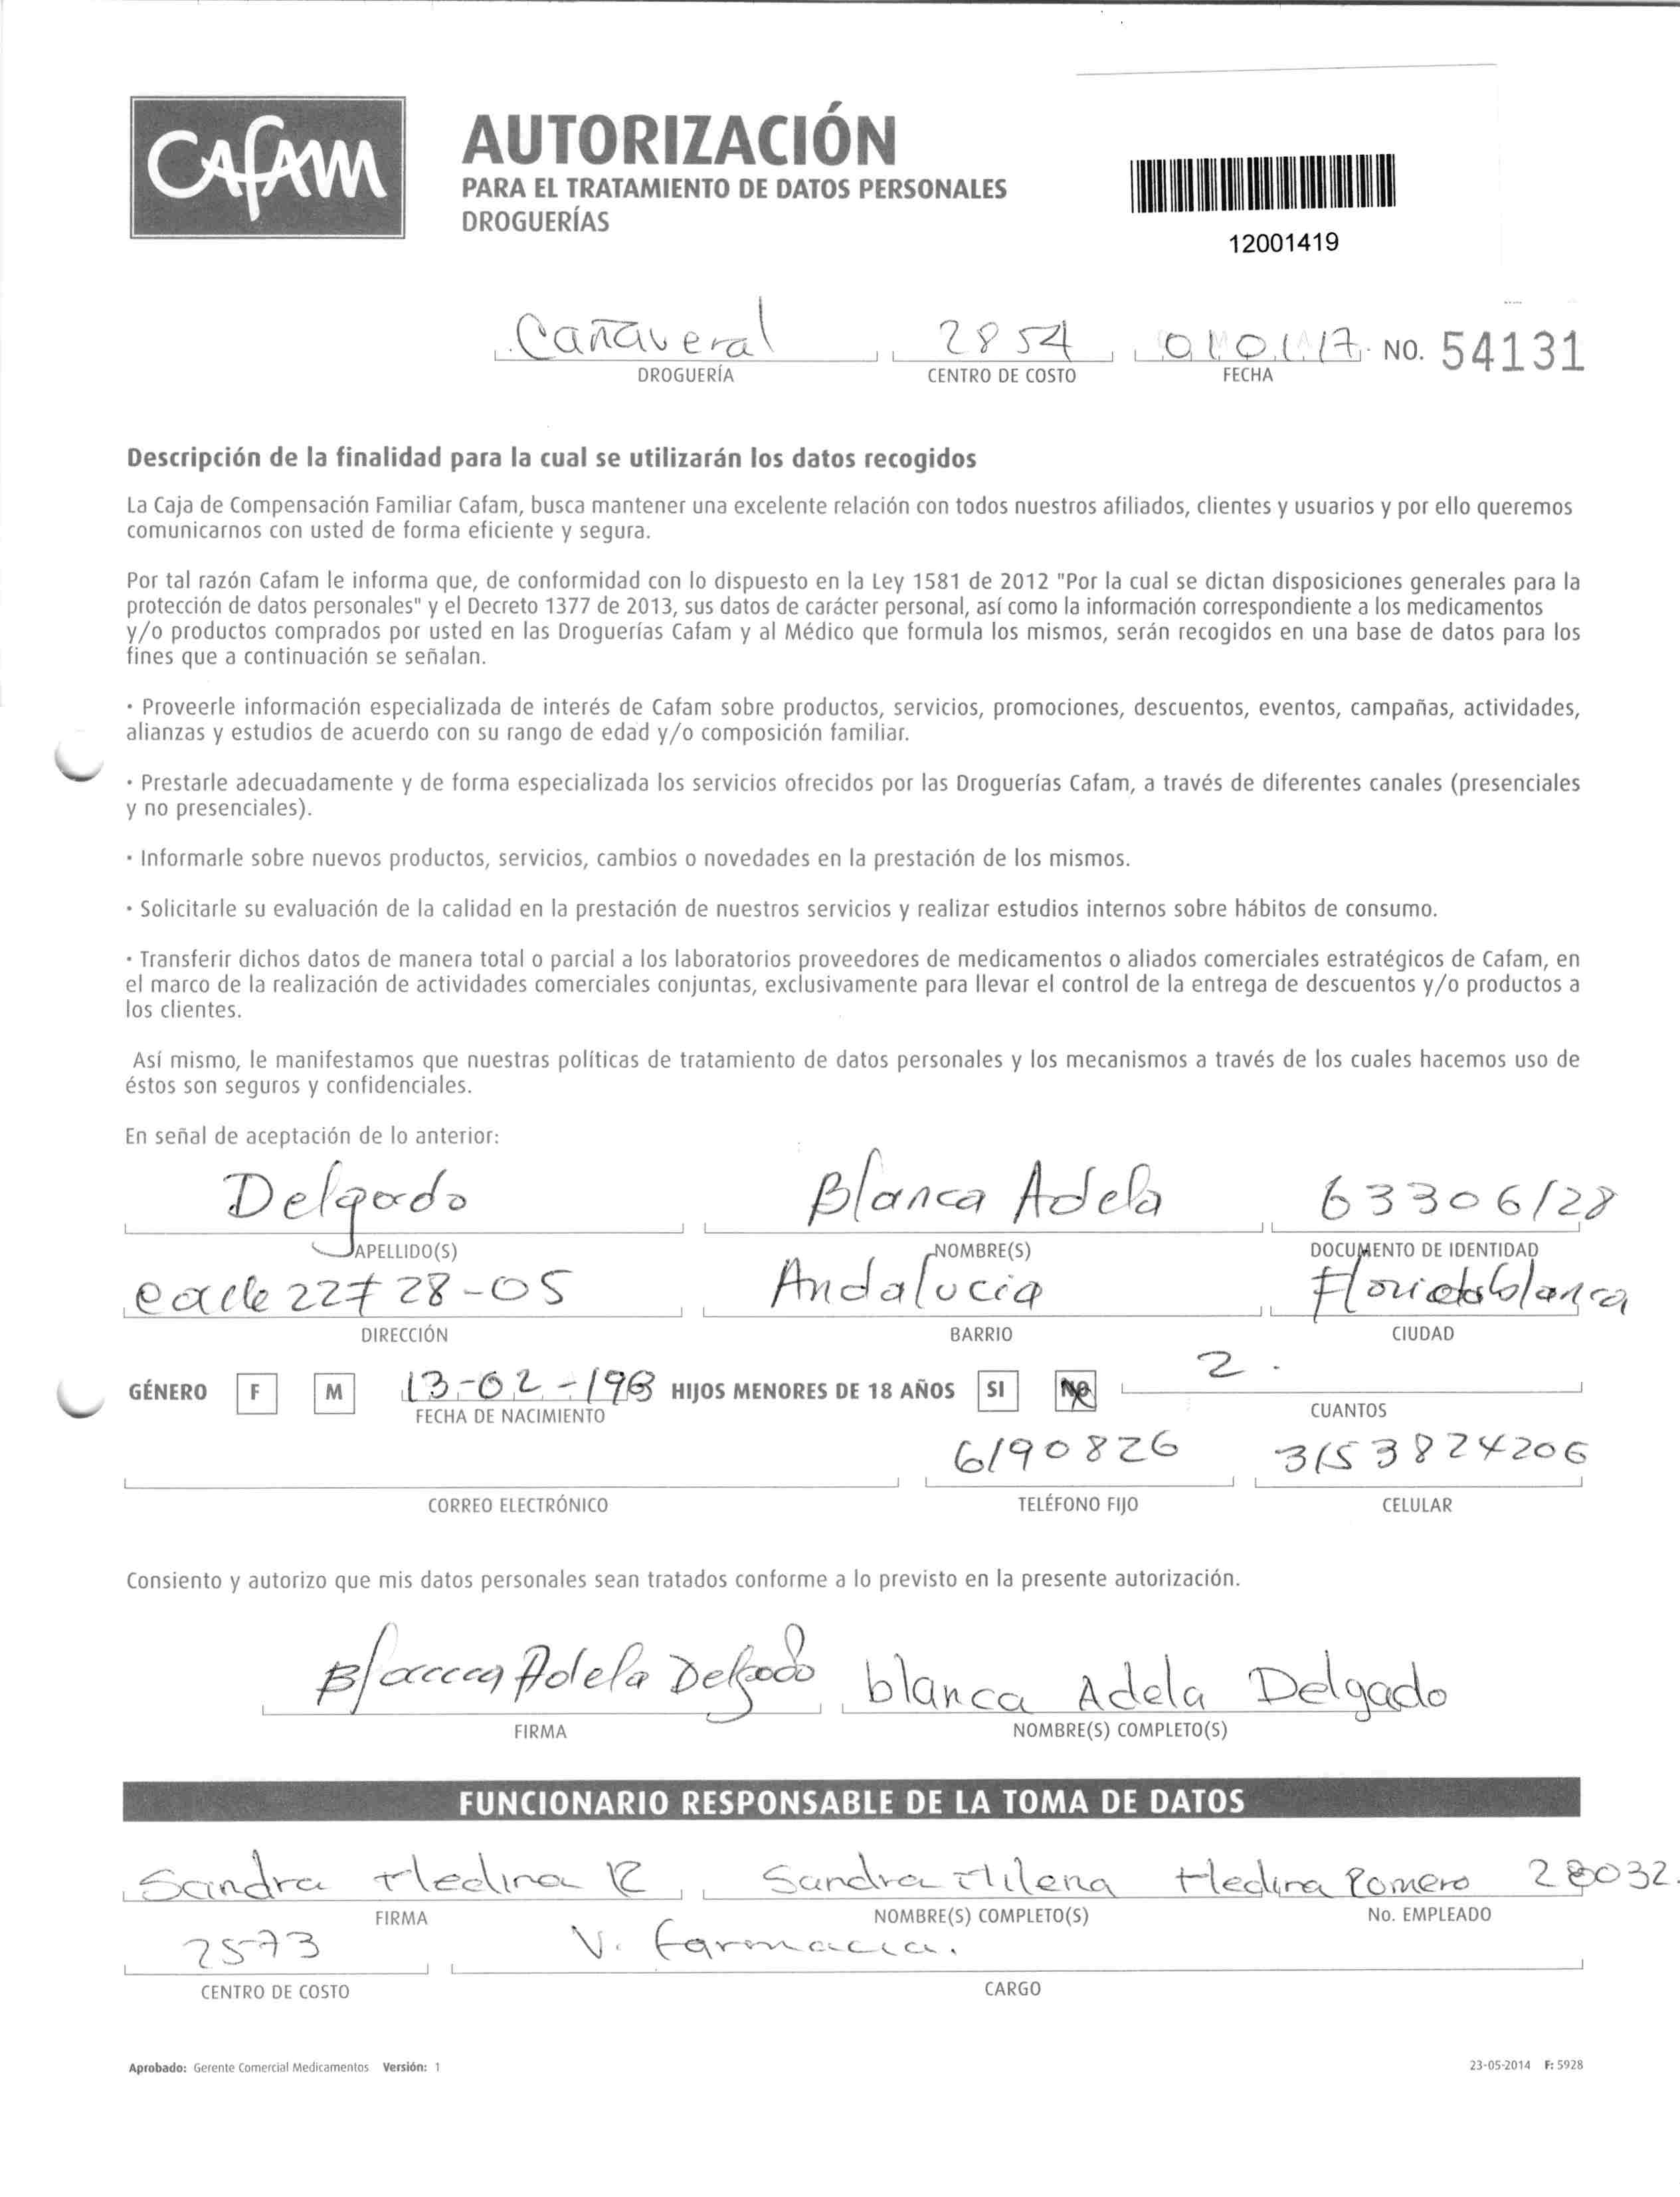 Cafam
AUTORIZACIÓN
PARA EL TRATAMIENTO DE DATOS PERSONALES
DROGUERÍAS
12001419
Cañaveral 2854 01 01 17 NO. 54131
DROGUERÍA CENTRO DE COSTO FECHA
Descripción de la finalidad para la cual se utilizarán los datos recogidos
La Caja de Compensación Familiar Cafam, busca mantener una excelente relación con todos nuestros afiliados, clientes y usuarios y por ello queremos
comunicarnos con usted de forma eficiente y segura.
Por tal razón Cafam le informa que, de conformidad con lo dispuesto en la Ley 1581 de 2012 "Por la cual se dictan disposiciones generales para la
protección de datos personales" y el Decreto 1377 de 2013, sus datos de carácter personal, así como la información correspondiente a los medicamentos
y/o productos comprados por usted en las Droguerías Cafam y al Médico que formula los mismos, serán recogidos en una base de datos para los
fines que a continuación se señalan.
· Proveerle información especializada de interés de Cafam sobre productos, servicios, promociones, descuentos, eventos, campañas, actividades,
alianzas y estudios de acuerdo con su rango de edad y/o composición familiar.
· Prestarle adecuadamente y de forma especializada los servicios ofrecidos por las Droguerías Cafam, a través de diferentes canales (presenciales
y no presenciales).
· Informarle sobre nuevos productos, servicios, cambios o novedades en la prestación de los mismos.
· Solicitarle su evaluación de la calidad en la prestación de nuestros servicios y realizar estudios internos sobre hábitos de consumo.
· Transferir dichos datos de manera total o parcial a los laboratorios proveedores de medicamentos o aliados comerciales estratégicos de Cafam, en
el marco de la realización de actividades comerciales conjuntas, exclusivamente para llevar el control de la entrega de descuentos y/o productos a
los clientes.
Así mismo, le manifestamos que nuestras políticas de tratamiento de datos personales y los mecanismos a través de los cuales hacemos uso de
éstos son seguros y confidenciales.
En señal de aceptación de lo anterior:
Delgado Blanca Adela 63306128
APELLIDO(S) NOMBRE(S) DOCUMENTO DE IDENTIDAD
calle 22 # 28-05 Andalucia Floridablanca
DIRECCIÓN BARRIO CIUDAD
GÉNERO F M 13-02-196 HIJOS MENORES DE 18 AÑOS SI NO 2.
FECHA DE NACIMIENTO CUANTOS
6190826 3153824206
CORREO ELECTRÓNICO TELÉFONO FIJO CELULAR
Consiento y autorizo que mis datos personales sean tratados conforme a lo previsto en la presente autorización.
Blanca Adela Delgado blanca Adela Delgado
FIRMA NOMBRE(S) COMPLETO(S)
FUNCIONARIO RESPONSABLE DE LA TOMA DE DATOS
Sandra Medina R Sandra Milena Medina Romero 28032
FIRMA NOMBRE(S) COMPLETO(S) No. EMPLEADO
2573 V. farmacia.
CENTRO DE COSTO CARGO
Aprobado: Gerente Comercial Medicamentos Versión: 1 23-05-2014 F: 5928